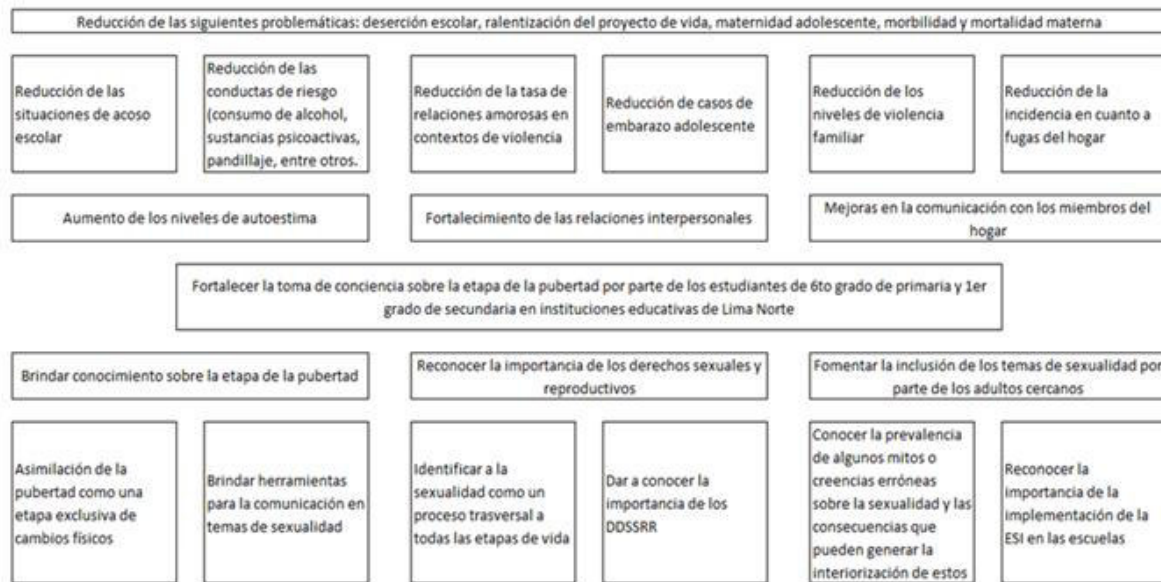 Reducción de las siguientes problemáticas: deserción escolar, ralentización del proyecto de vida, maternidad adolescente, morbilidad y mortalidad materna
Reducción de las
situaciones de acoso
escolar
Reducción de las
conductas de riesgo
(consumo de alcohol,
sustancias psicoactivas,
pandillaje, entre otros.
Reducción de la tasa de
relaciones amorosas en
contextos de violencia
Reducción de casos de
embarazo adolescente
Reducción de los
niveles de violencia
familiar
Reducción de la
incidencia en cuanto a
fugas del hogar
Aumento de los niveles de autoestima
Fortalecimiento de las relaciones interpersonales
Mejoras en la comunicación con los miembros del
hogar
Fortalecer la toma de conciencia sobre la etapa de la pubertad por parte de los estudiantes de 6to grado de primaria y 1er
grado de secundaria en instituciones educativas de Lima Norte
Brindar conocimiento sobre la etapa de la pubertad
Reconocer la importancia de los derechos sexuales y
reproductivos
Fomentar la inclusión de los temas de sexualidad por
parte de los adultos cercanos
Asimilación de la
pubertad como una
etapa exclusiva de
cambios físicos
Brindar herramientas
para la comunicación en
temas de sexualidad
Identificar a la
sexualidad como un
proceso trasversal a
todas las etapas de vida
Dar a conocer la
importancia de los
DDSSRR
Conocer la prevalencia
de algunos mitos o
creencias erróneas
sobre la sexualidad y las
consecuencias que
pueden generar la
interiorización de estos
Reconocer la
importancia de la
implementación de la
ESI en las escuelas